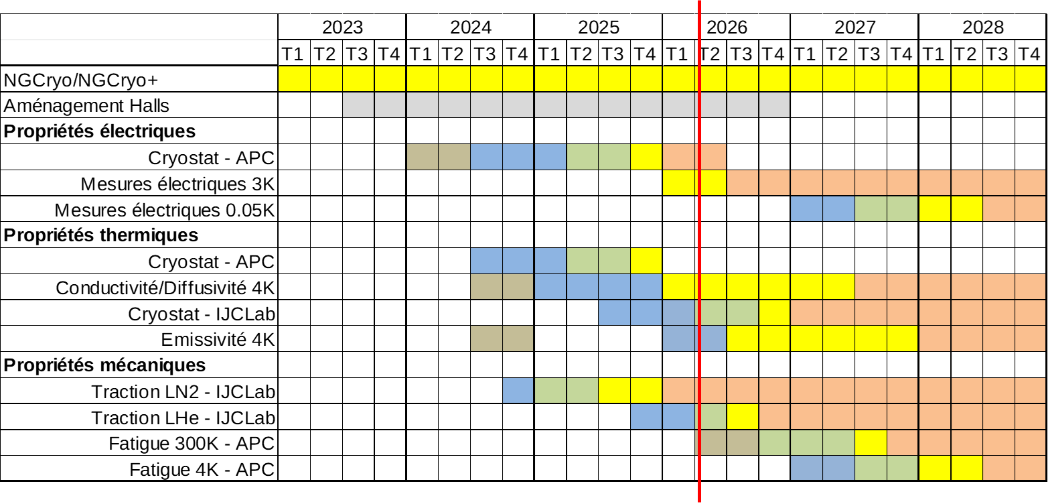 2023 2024 2025 2026 2027 2028
T1 T2 T3 T4 T1 T2 T3 T4 T1 T2 T3 T4 T1 T2 T3 T4 T1 T2 T3 T4 T1 T2 T3 T4
NGCryo/NGCryo+
Aménagement Halls
Propriétés électriques
Cryostat - APC
Mesures électriques 3K
Mesures électriques 0.05K
Propriétés thermiques
Cryostat - APC
Conductivité/Diffusivité 4K
Cryostat - IJCLab
Emissivité 4K
Propriétés mécaniques
Traction LN2 - IJCLab
Traction LHe - IJCLab
Fatigue 300K - APC
Fatigue 4K - APC